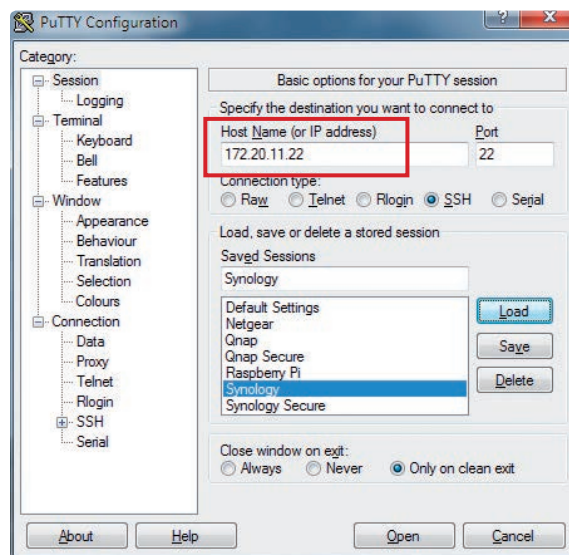 PuTTY Configuration
?
X
Category:
Session
Logging
Terminal
Keyboard
Bell
Features
Window
Appearance
Behaviour
Translation
Selection
Colours
Connection
Data
Proxy
Telnet
Rlogin
SSH
Serial
Basic options for your PuTTY session
Specify the destination you want to connect to
Host Name (or IP address) Port
172.20.11.22 22
Connection type:
Raw Telnet Rlogin SSH Serial
Load, save or delete a stored session
Saved Sessions
Synology
Default Settings
Netgear
Qnap
Qnap Secure
Raspberry Pi
Synology
Synology Secure
Load
Save
Delete
Close window on exit:
Always Never Only on clean exit
About Help Open Cancel